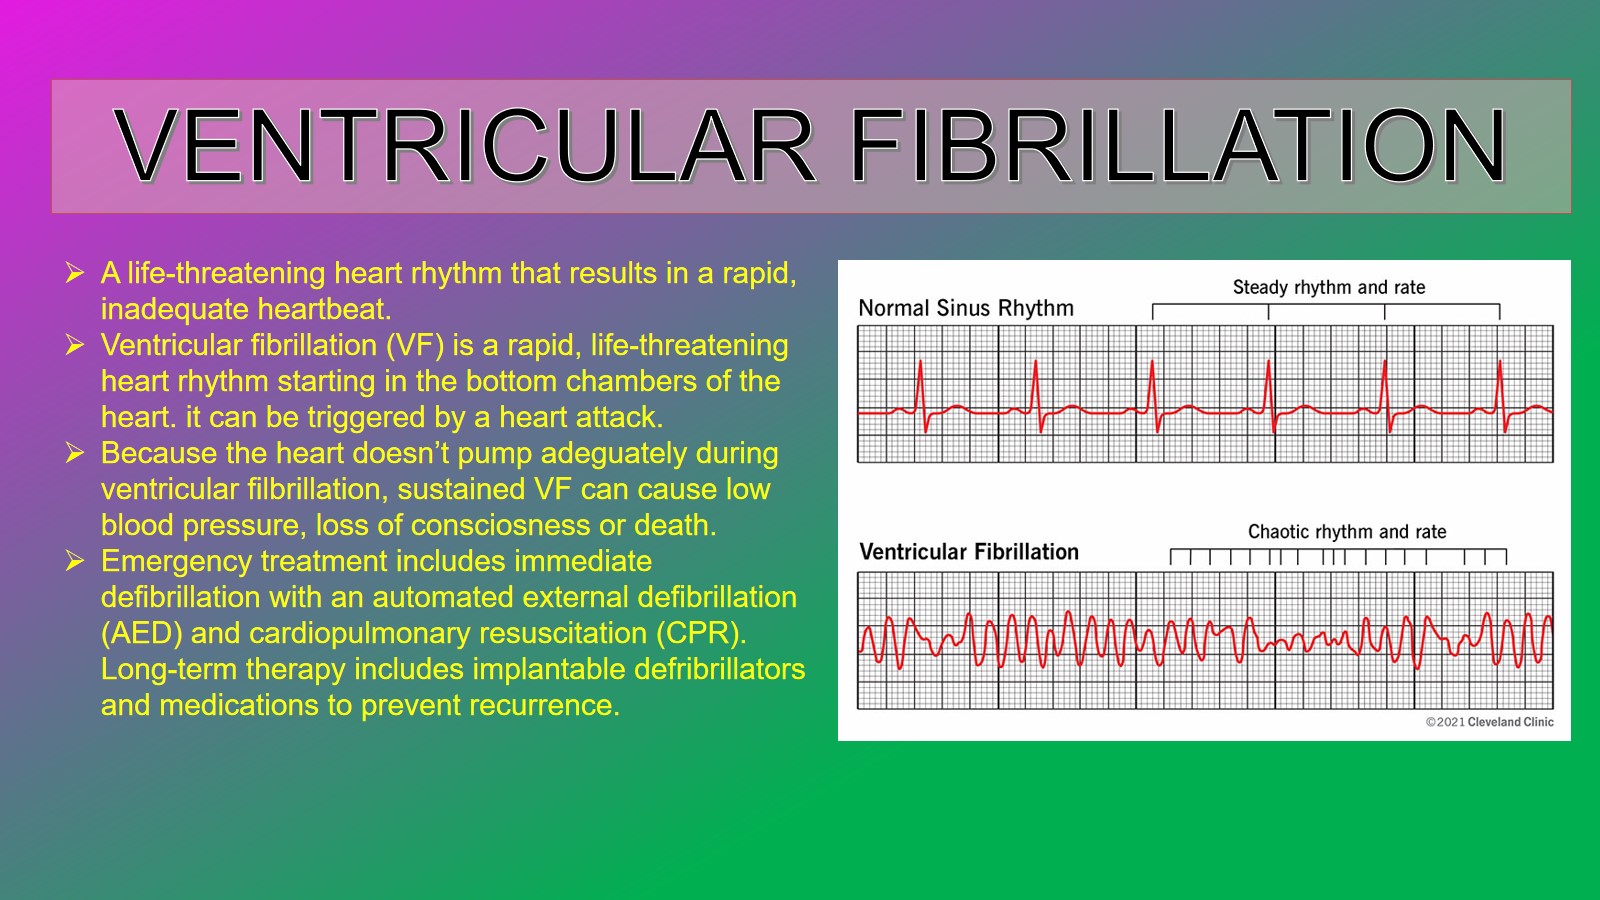 VENTRICULAR FIBRILLATION
A life-threatening heart rhythm that results in a rapid,
inadequate heartbeat.
Ventricular fibrillation (VF) is a rapid, life-threatening
heart rhythm starting in the bottom chambers of the
heart. it can be triggered by a heart attack.
Because the heart doesn’t pump adeguately during
ventricular filbrillation, sustained VF can cause low
blood pressure, loss of consciosness or death.
Emergency treatment includes immediate
defibrillation with an automated external defibrillation
(AED) and cardiopulmonary resuscitation (CPR).
Long-term therapy includes implantable defribrillators
and medications to prevent recurrence.
Steady rhythm and rate
Normal Sinus Rhythm
Chaotic rhythm and rate
Ventricular Fibrillation
©2021 Cleveland Clinic